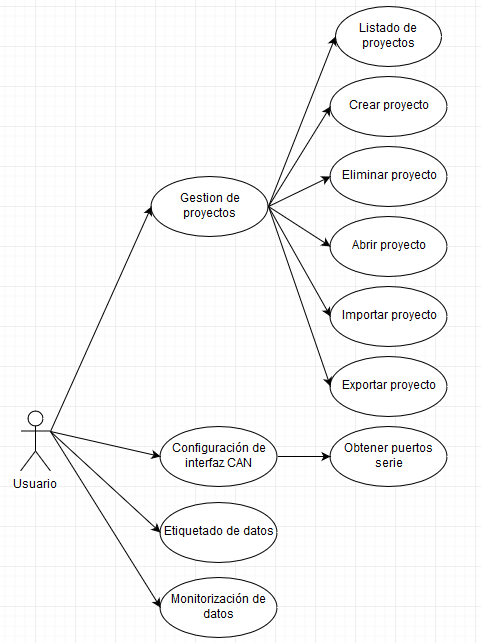 Listado de
proyectos
Crear proyecto
Eliminar proyecto
Gestion de
proyectos
Abrir proyecto
Importar proyecto
Exportar proyecto
Usuario
Configuración de
interfaz CAN
Obtener puertos
serie
Etiquetado de datos
Monitorización de
datos